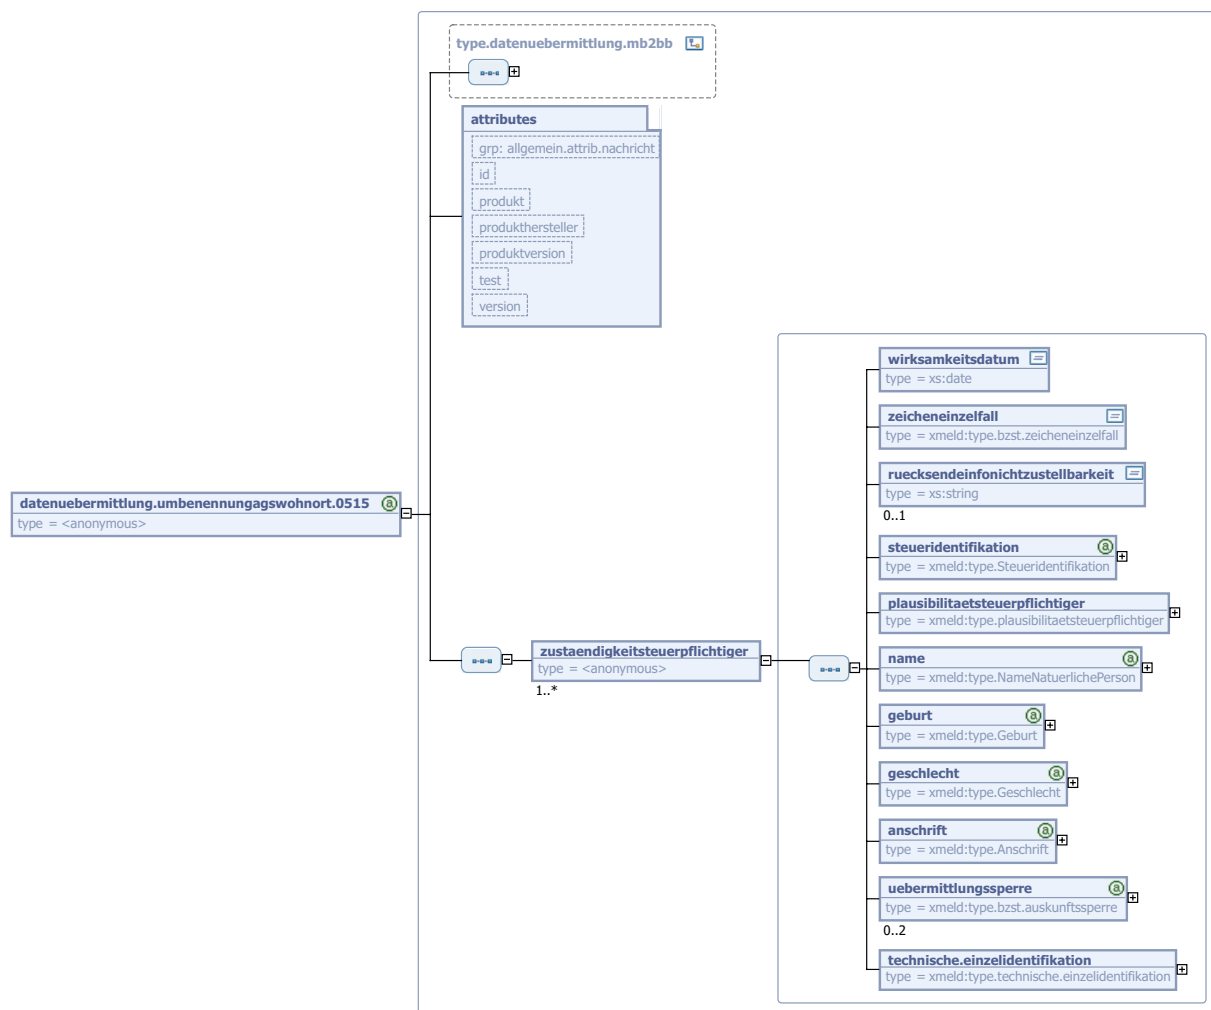 type.datenuebermittlung.mb2bb
attributes
grp: allgemein.attrib.nachricht
id
produkt
produkthersteller
produktversion
test
version
datenuebermittlung.umbenennungagswohnort.0515
type = <anonymous>
zustaendigkeitsteuerpflichtiger
type = <anonymous>
1..*
wirksamkeitsdatum
type = xs:date
zeicheneinzelfall
type = xmeld:type.bzst.zeicheneinzelfall
ruecksendeinfonichtzustellbarkeit
type = xs:string
0..1
steueridentifikation
type = xmeld:type.Steueridentifikation
plausibilitaetsteuerpflichtiger
type = xmeld:type.plausibilitaetsteuerpflichtiger
name
type = xmeld:type.NameNatuerlichePerson
geburt
type = xmeld:type.Geburt
geschlecht
type = xmeld:type.Geschlecht
anschrift
type = xmeld:type.Anschrift
uebermittlungssperre
type = xmeld:type.bzst.auskunftssperre
0..2
technische.einzelidentifikation
type = xmeld:type.technische.einzelidentifikation